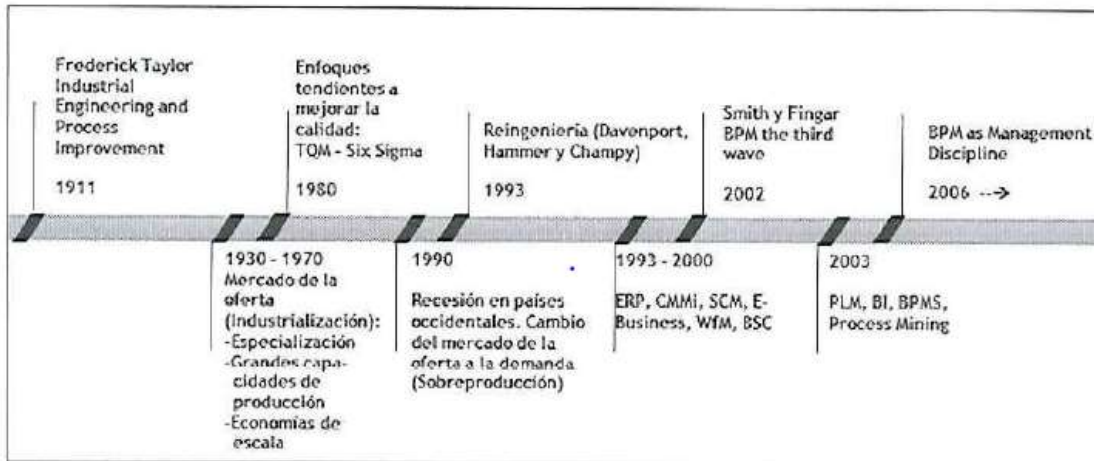 Frederick Taylor
Industrial
Engineering and
Process
Improvement
1911
Enfoques
tendientes a
mejorar la
calidad:
TQM - Six Sigma
1980
Reingeniería (Davenport,
Hammer y Champy)
1993
Smith y Fingar
BPM the third
wave
2002
BPM as Management
Discipline
2006 -->
1930 - 1970
Mercado de la
oferta
(Industrialización):
-Especialización
-Grandes capa-
cidades de
producción
-Economías de
escala
1990
Recesión en países
occidentales. Cambio
del mercado de la
oferta a la demanda
(Sobreproducción)
1993 - 2000
ERP, CMMi, SCM, E-
Business, WfM, BSC
2003
PLM, BI, BPMS,
Process Mining